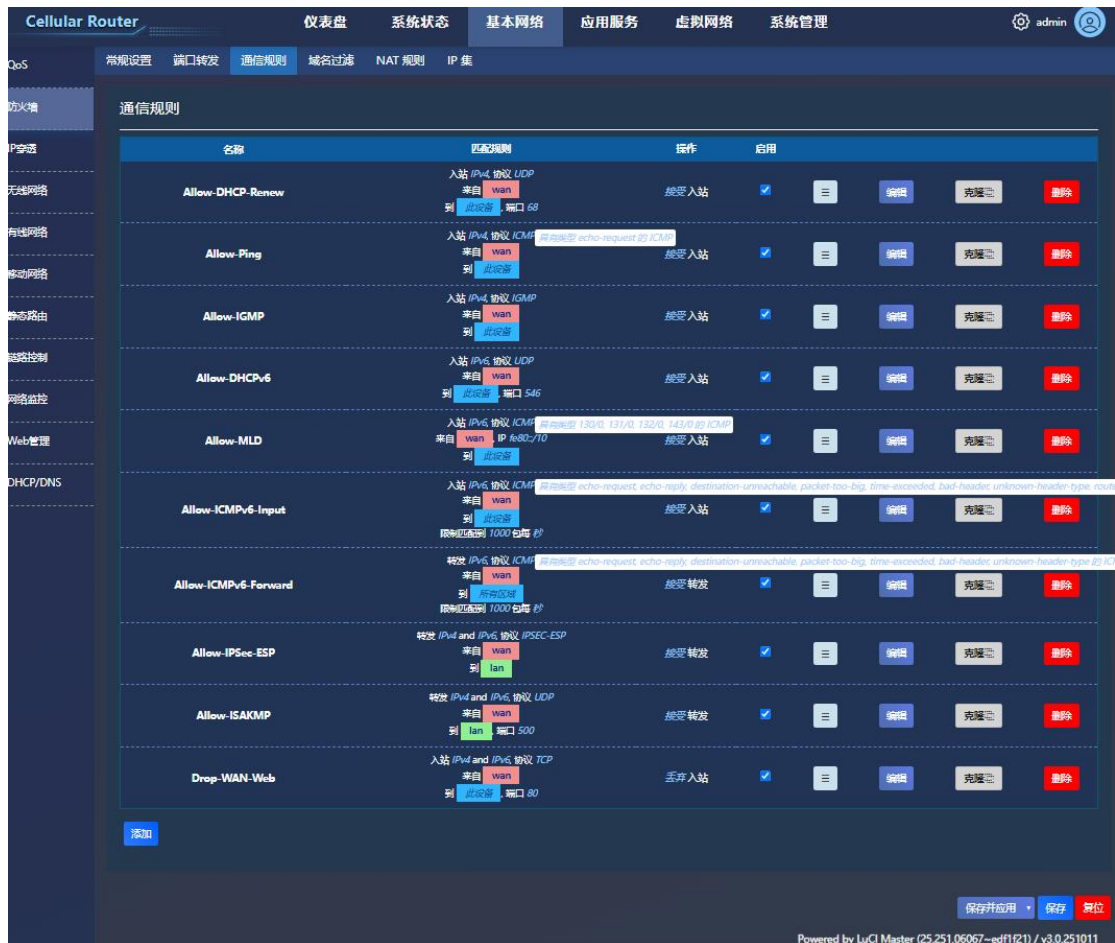 Cellular Router
仪表盘 系统状态 基本网络 应用服务 虚拟网络 系统管理 admin
常规设置 端口转发 通信规则 域名过滤 NAT 规则 IP 集
QoS
防火墙
IP穿透
无线网络
有线网络
移动网络
静态路由
链路控制
网络监控
Web管理
DHCP/DNS
通信规则
名称 匹配规则 操作 启用
入站 IPv4, 协议 UDP
来自 wan
到 此设备 , 端口 68
Allow-DHCP-Renew 接受 入站 编辑 克隆 删除
入站 IPv4, 协议 ICMP 具有类型 echo-request 的 ICMP
来自 wan
到 此设备
Allow-Ping 接受 入站 编辑 克隆 删除
入站 IPv4, 协议 IGMP
来自 wan
到 此设备
Allow-IGMP 接受 入站 编辑 克隆 删除
入站 IPv6, 协议 UDP
来自 wan
到 此设备 , 端口 546
Allow-DHCPv6 接受 入站 编辑 克隆 删除
入站 IPv6, 协议 ICMP 具有类型 130/0, 131/0, 132/0, 143/0 的 ICMP
来自 wan , IP fe80::/10
到 此设备
Allow-MLD 接受 入站 编辑 克隆 删除
入站 IPv6, 协议 ICMP 具有类型 echo-request, echo-reply, destination-unreachable, packet-too-big, time-exceeded, bad-header, unknown-header-type, route
来自 wan
到 此设备
限制匹配到 1000 包每 秒
Allow-ICMPv6-Input 接受 入站 编辑 克隆 删除
转发 IPv6, 协议 ICMP 具有类型 echo-request, echo-reply, destination-unreachable, packet-too-big, time-exceeded, bad-header, unknown-header-type 的 IC
来自 wan
到 所有区域
限制匹配到 1000 包每 秒
Allow-ICMPv6-Forward 接受 转发 编辑 克隆 删除
转发 IPv4 and IPv6, 协议 IPSEC-ESP
来自 wan
到 lan
Allow-IPSec-ESP 接受 转发 编辑 克隆 删除
转发 IPv4 and IPv6, 协议 UDP
来自 wan
到 lan , 端口 500
Allow-ISAKMP 接受 转发 编辑 克隆 删除
入站 IPv4 and IPv6, 协议 TCP
来自 wan
到 此设备 , 端口 80
Drop-WAN-Web 丢弃 入站 编辑 克隆 删除
添加
保存并应用 保存 复位
Powered by LuCI Master (25.251.06067~edf1f21) / v3.0.251011